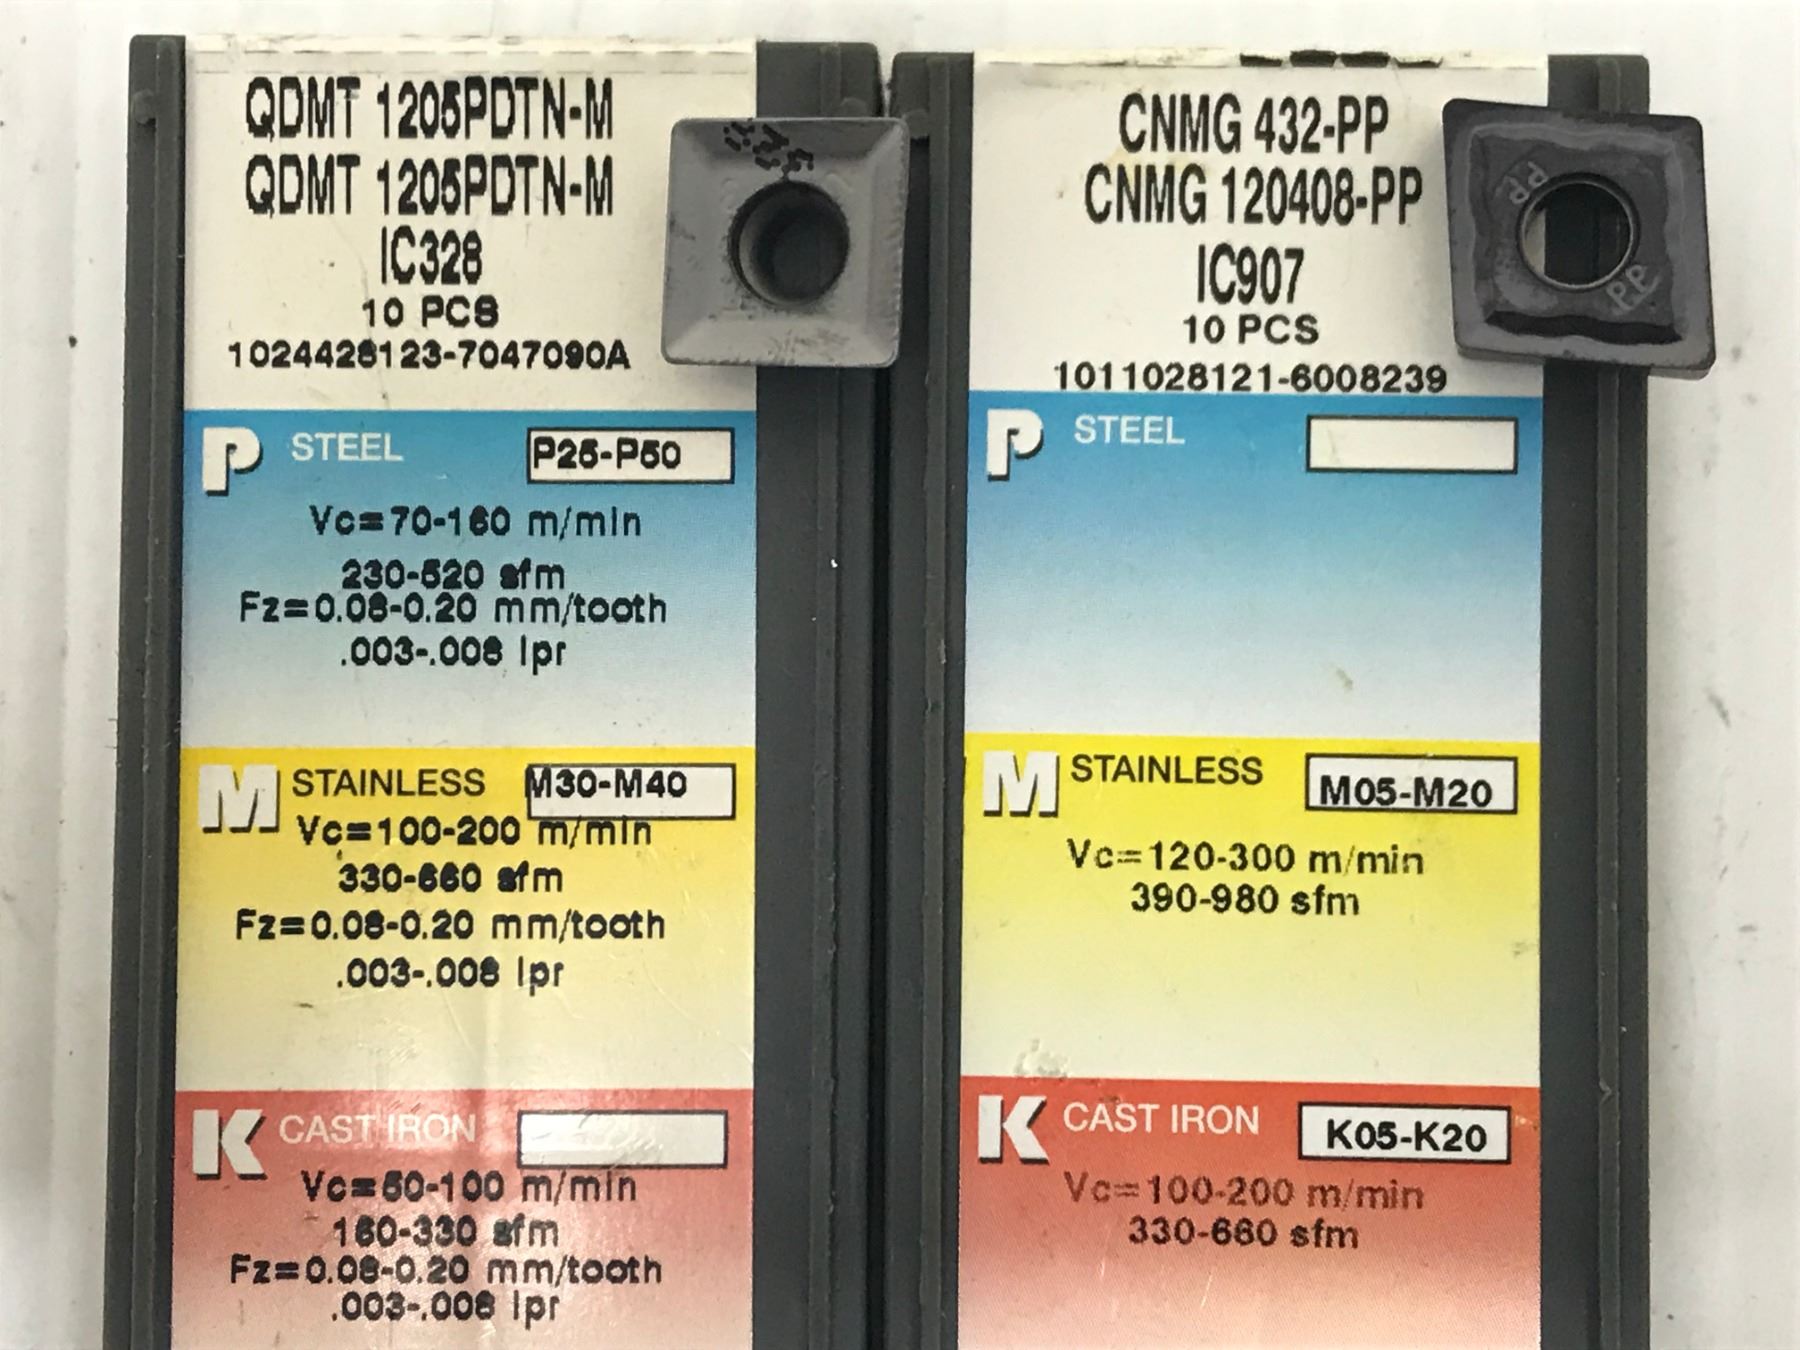 QDMT 1205PDTN-M
QDMT 1205PDTN-M
IC328
10 PCS
1024428123-7047090A
P STEEL P25-P50
Vc=70-160 m/min
230-520 sfm
Fz=0.08-0.20 mm/tooth
.003-.008 ipr
M STAINLESS M30-M40
Vc=100-200 m/min
330-660 sfm
Fz=0.08-0.20 mm/tooth
.003-.008 ipr
K CAST IRON
Vc=50-100 m/min
160-330 sfm
Fz=0.08-0.20 mm/tooth
.003-.008 ipr
CNMG 432-PP
CNMG 120408-PP
IC907
10 PCS
1011028121-6008239
P STEEL
M STAINLESS M05-M20
Vc=120-300 m/min
390-980 sfm
K CAST IRON K05-K20
Vc=100-200 m/min
330-660 sfm
PP
PP